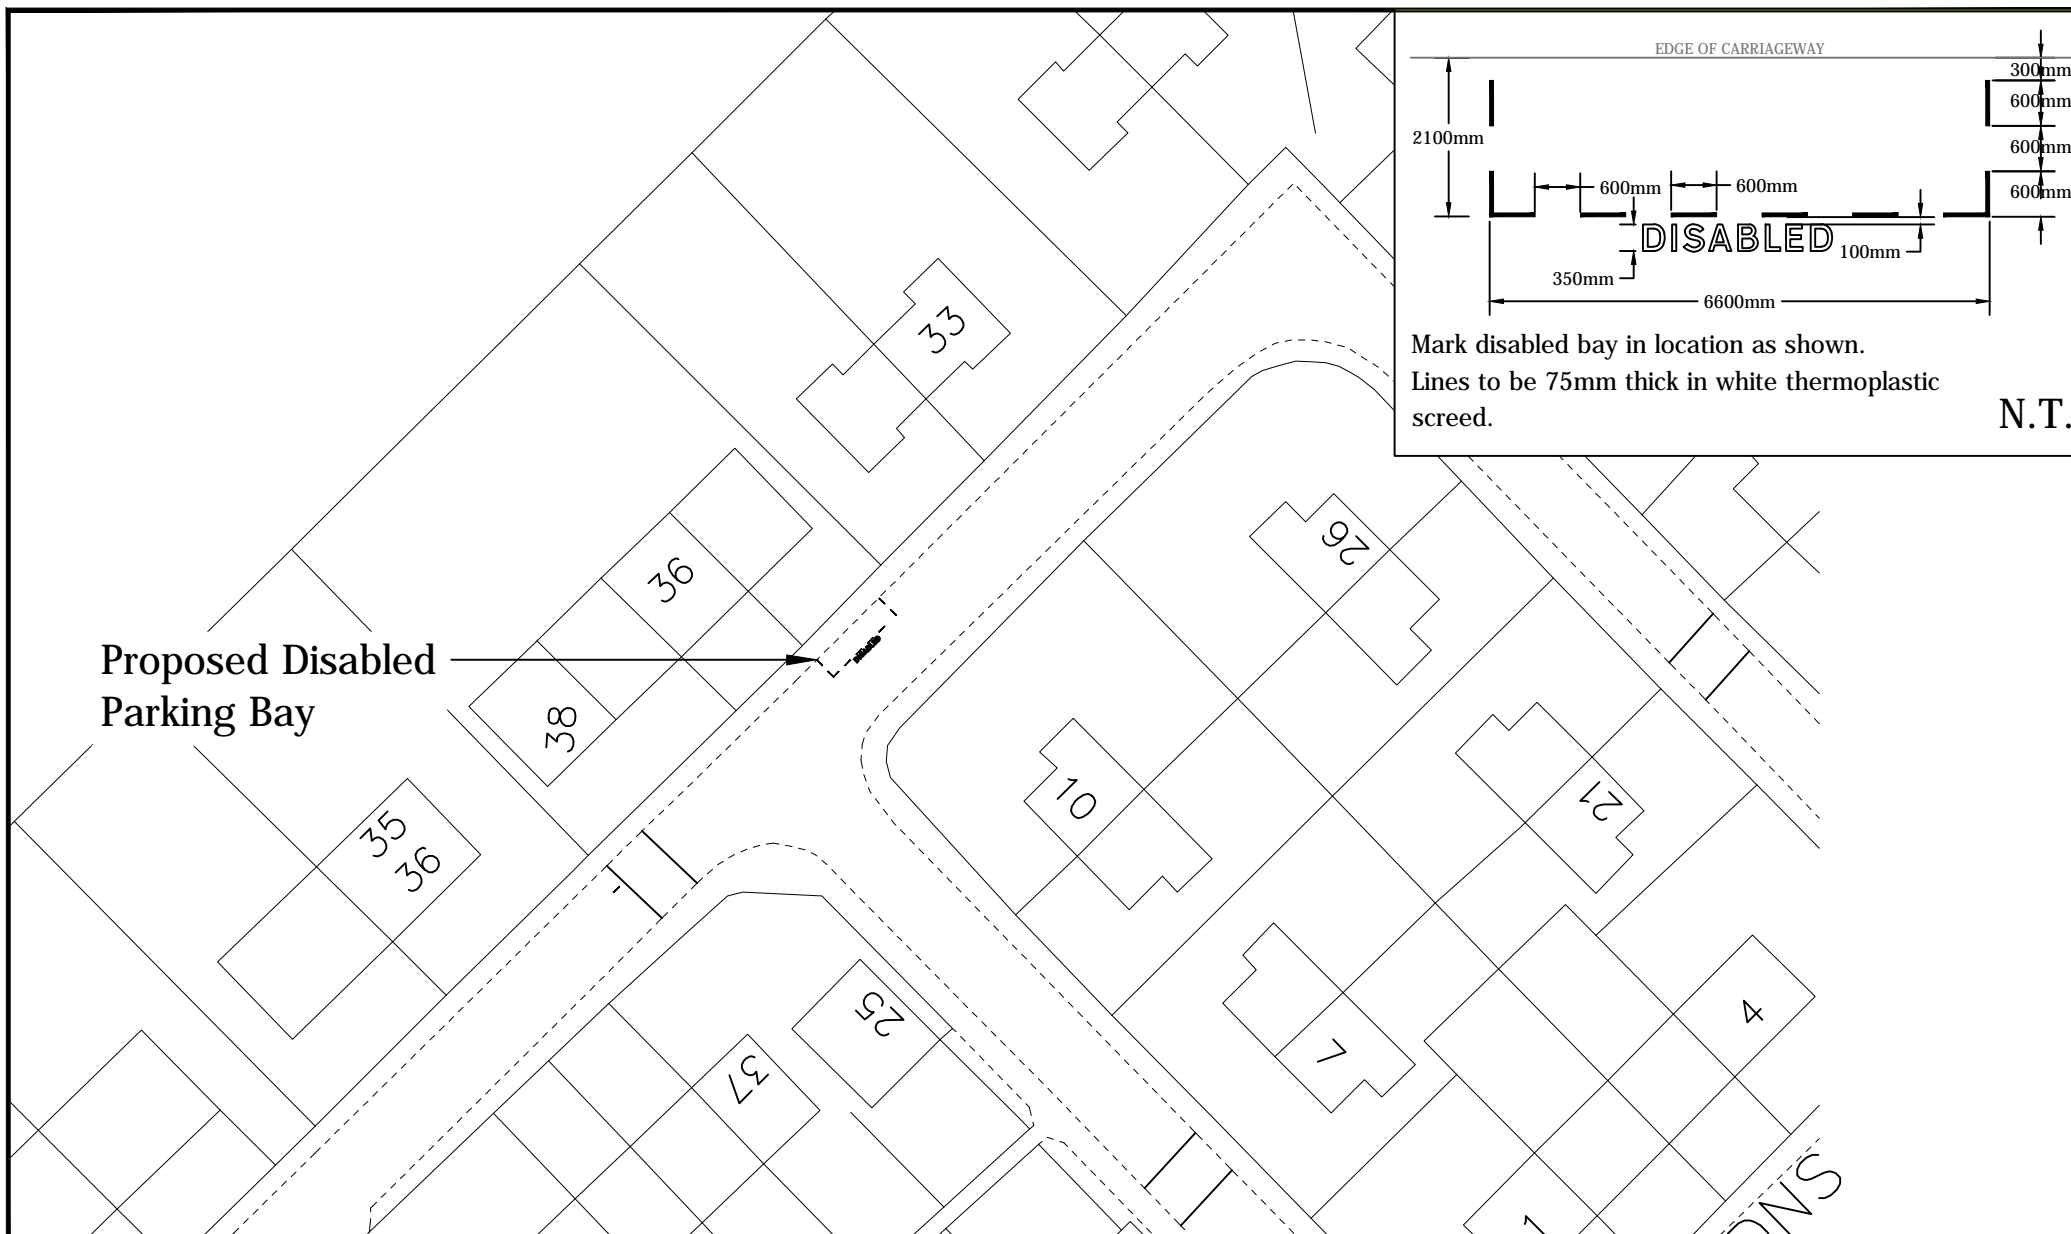 EDGE OF CARRIAGEWAY
300mm
600mm
2100mm
600mm
600mm
600mm
600mm
DISABLED
100mm
350mm
6600mm
Mark disabled bay in location as shown.
Lines to be 75mm thick in white thermoplastic
screed.
N.T.
33
26
36
Proposed Disabled
Parking Bay
38
10
21
35
36
25
4
7
37
1
ONS